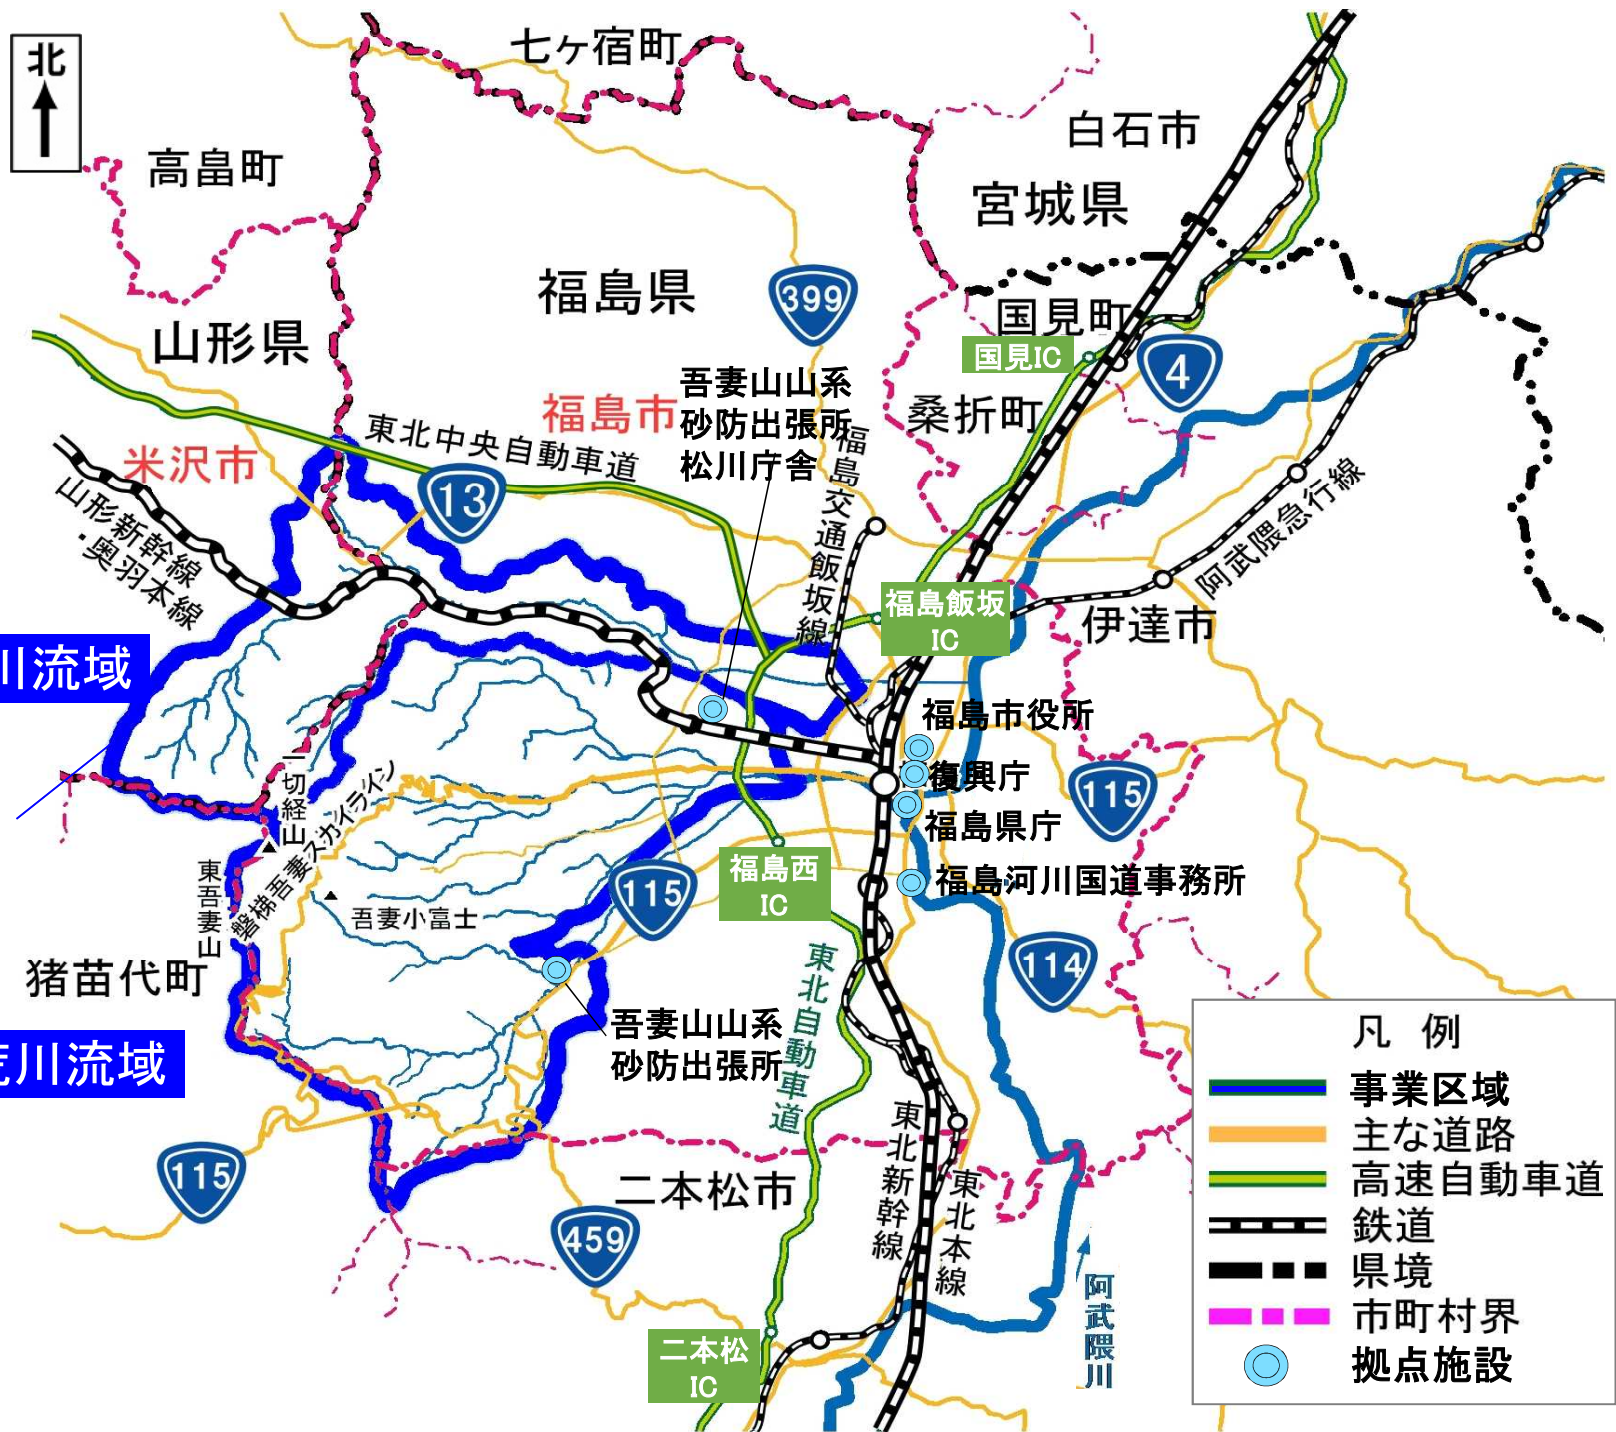 北
七ヶ宿町
白石市
高畠町
宮城県
福島県
399
国見町
国見IC
山形県
4
吾妻山山系
砂防出張所
松川庁舎
福島市
桑折町
東北中央自動車道
米沢市
13
福島交通飯坂線
山形新幹線
・奥羽本線
阿武隈急行線
福島飯坂
IC
伊達市
川流域
福島市役所
復興庁
115
福島県庁
一切経山
磐梯吾妻スカイライン
東吾妻山
吾妻小富士
福島西
IC
115
福島河川国道事務所
114
猪苗代町
東北自動車道
吾妻山山系
砂防出張所
荒川流域
115
二本松市
459
東北新幹線
東北本線
阿武隈川
二本松
IC
凡 例
事業区域
主な道路
高速自動車道
鉄道
県境
市町村界
拠点施設